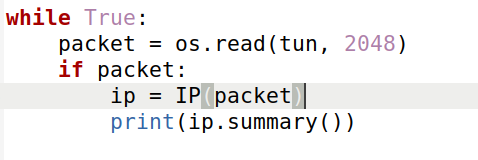 while True:
    packet = os.read(tun, 2048)
    if packet:
        ip = IP(packet)
        print(ip.summary())